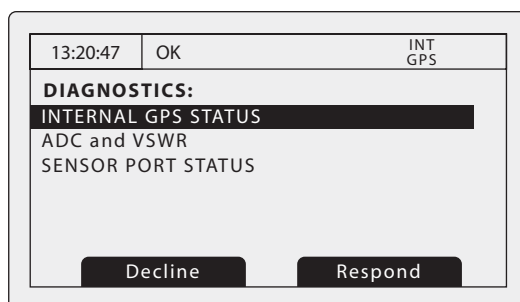 13:20:47 OK INT
GPS
DIAGNOSTICS:
INTERNAL GPS STATUS
ADC and VSWR
SENSOR PORT STATUS
Decline Respond